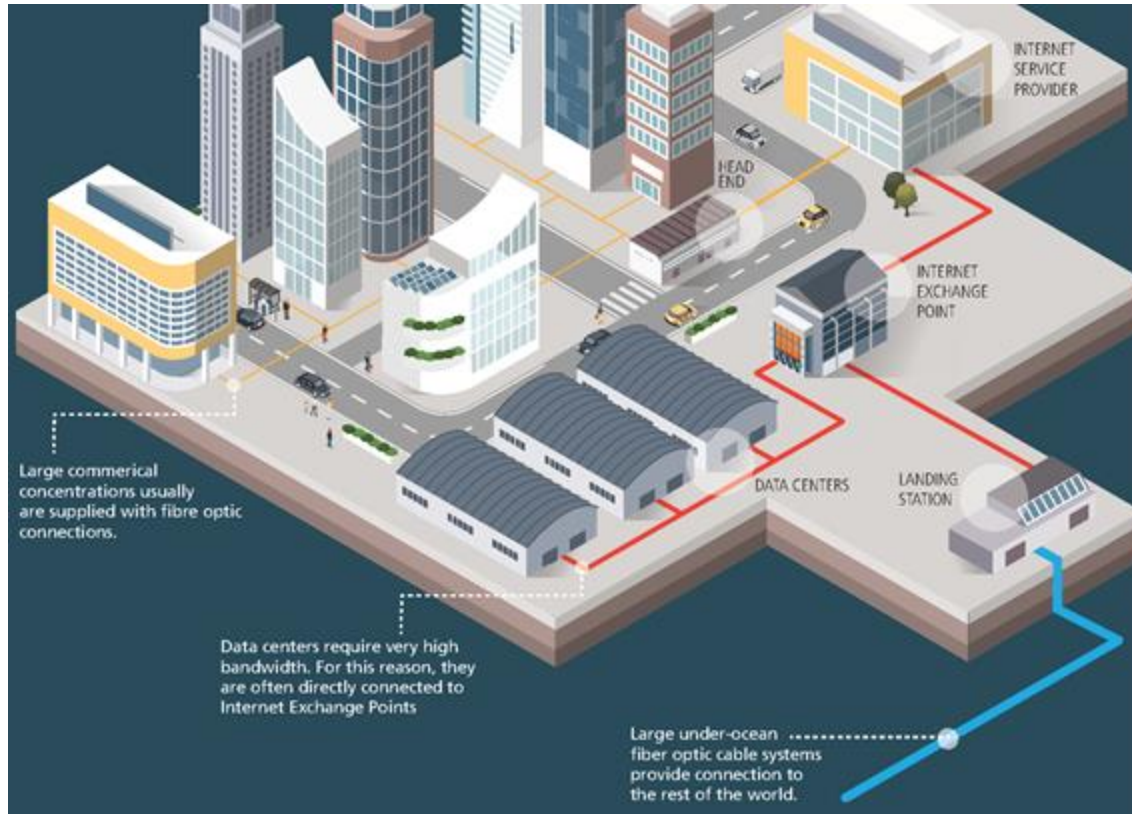 INTERNET
SERVICE
PROVIDER
HEAD
END
INTERNET
EXCHANGE
POINT
Large commerical
concentrations usually
are supplied with fibre optic
connections.
DATA CENTERS
LANDING
STATION
Data centers require very high
bandwidth. For this reason, they
are often directly connected to
Internet Exchange Points
Large under-ocean
fiber optic cable systems
provide connection to
the rest of the world.